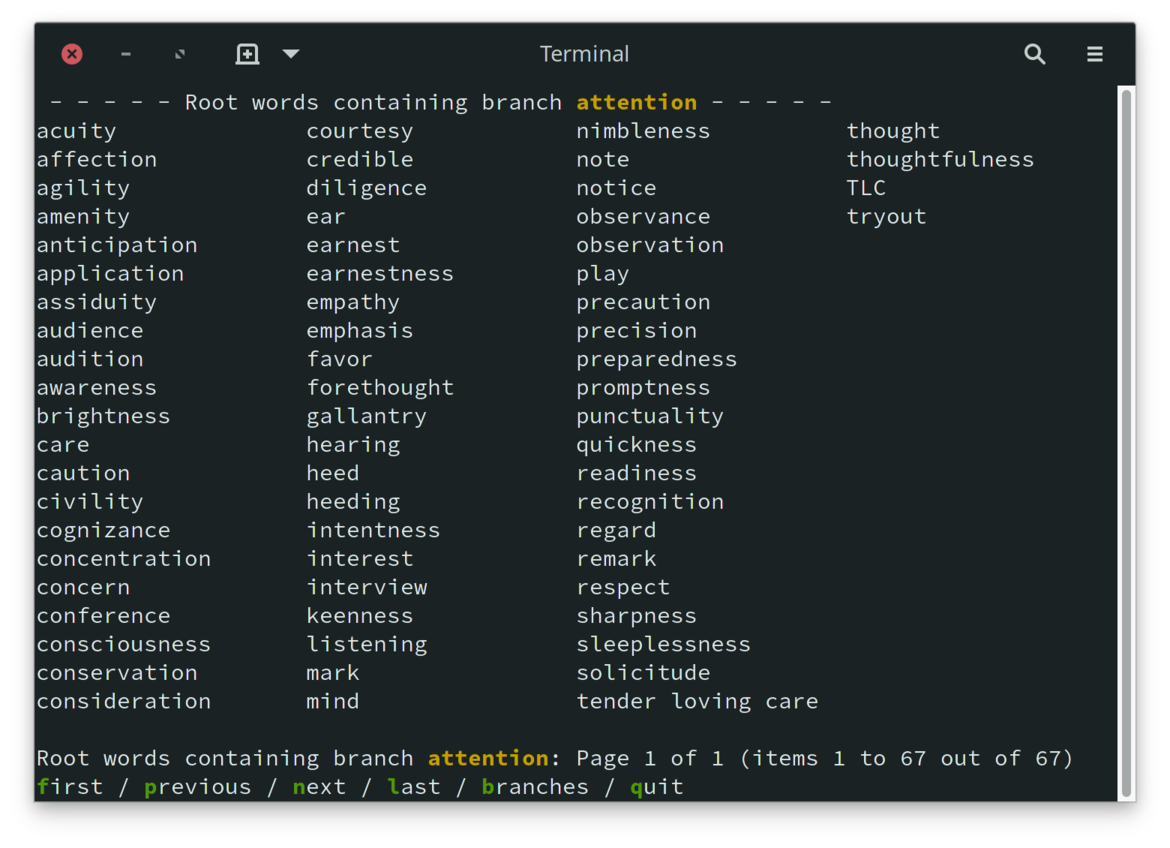 Terminal
- - - - - Root words containing branch attention - - - - -
acuity courtesy nimbleness thought
affection credible note thoughtfulness
agility diligence notice TLC
amenity ear observance tryout
anticipation earnest observation
application earnestness play
assiduity empathy precaution
audience emphasis precision
audition favor preparedness
awareness forethought promptness
brightness gallantry punctuality
care hearing quickness
caution heed readiness
civility heeding recognition
cognizance intentness regard
concentration interest remark
concern interview respect
conference keenness sharpness
consciousness listening sleeplessness
conservation mark solicitude
consideration mind tender loving care
Root words containing branch attention: Page 1 of 1 (items 1 to 67 out of 67)
first / previous / next / last / branches / quit